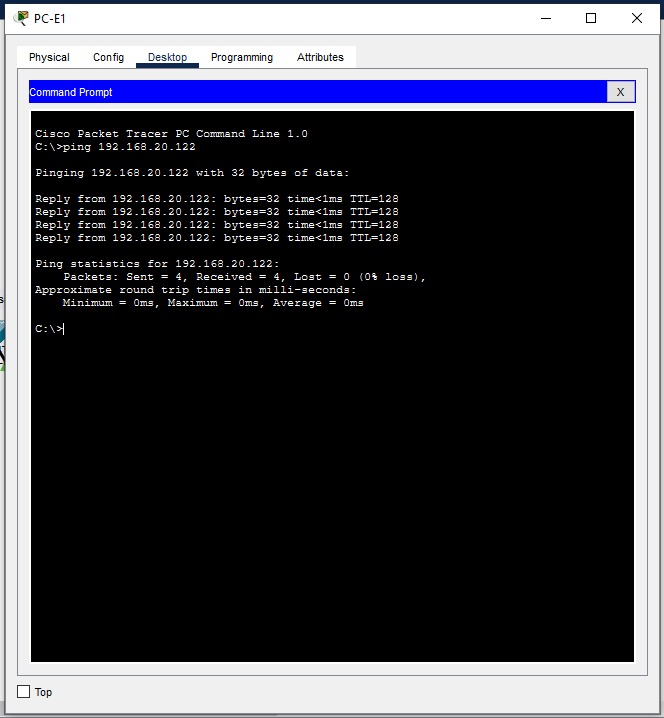 PC-E1
Physical Config Desktop Programming Attributes
Command Prompt X
Cisco Packet Tracer PC Command Line 1.0
C:\>ping 192.168.20.122
Pinging 192.168.20.122 with 32 bytes of data:
Reply from 192.168.20.122: bytes=32 time<1ms TTL=128
Reply from 192.168.20.122: bytes=32 time<1ms TTL=128
Reply from 192.168.20.122: bytes=32 time<1ms TTL=128
Reply from 192.168.20.122: bytes=32 time<1ms TTL=128
Ping statistics for 192.168.20.122:
Packets: Sent = 4, Received = 4, Lost = 0 (0% loss),
Approximate round trip times in milli-seconds:
Minimum = 0ms, Maximum = 0ms, Average = 0ms
C:\>
Top